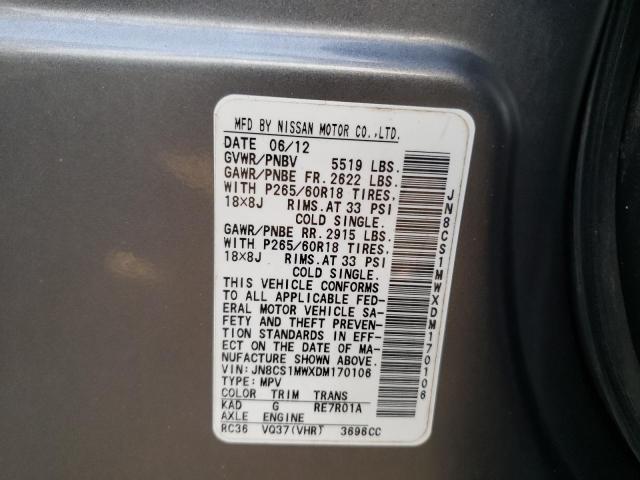 MFD BY NISSAN MOTOR CO.,LTD.
DATE 06/12
GVWR/PNBV 5519 LBS.
GAWR/PNBE FR. 2622 LBS.
WITH P265/60R18 TIRES,
18×8J RIMS.AT 33 PSI
COLD SINGLE.
GAWR/PNBE RR. 2915 LBS.
WITH P265/60R18 TIRES,
18×8J RIMS.AT 33 PSI
COLD SINGLE.
THIS VEHICLE CONFORMS
TO ALL APPLICABLE FED-
ERAL MOTOR VEHICLE SA-
FETY AND THEFT PREVEN-
TION STANDARDS IN EFF-
ECT ON THE DATE OF MA-
NUFACTURE SHOWN ABOVE.
VIN: JN8CS1MWXDM170106
TYPE: MPV
COLOR TRIM TRANS
KAD G RE7R01A
AXLE ENGINE
RC36 VQ37(VHR) 3696CC
JN8CS1MWXDM170106